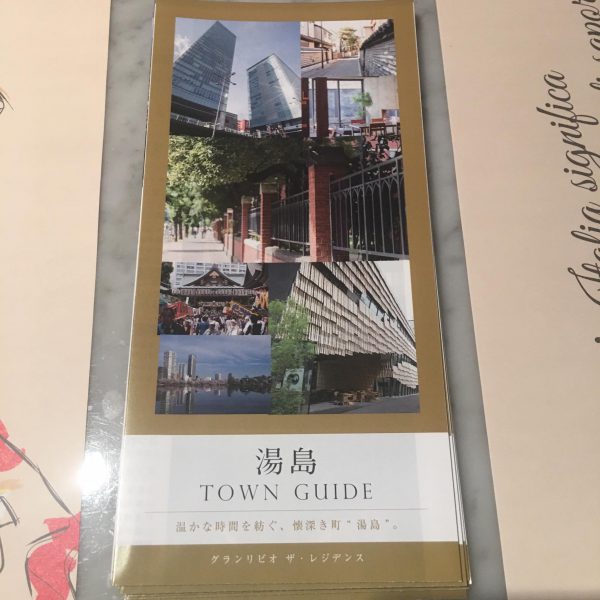 湯島
TOWN GUIDE
温かな時間を紡ぐ、懐深き町“湯島”。
グランリビオ ザ・レジデンス
Italia significa